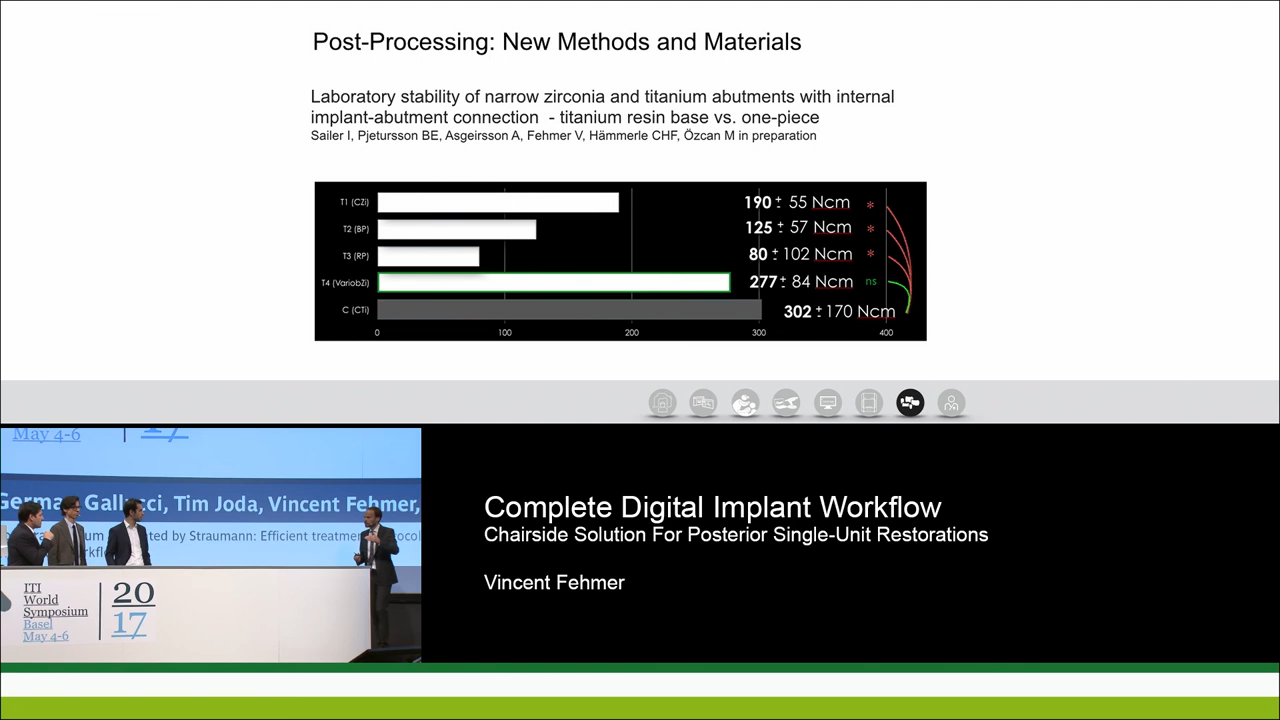 Post-Processing: New Methods and Materials
Laboratory stability of narrow zirconia and titanium abutments with internal
implant-abutment connection - titanium resin base vs. one-piece
Sailer I, Pjetursson BE, Asgeirsson A, Fehmer V, Hämmerle CHF, Özcan M in preparation
T1 (CZi) 190 ± 55 Ncm *
T2 (BP) 125 ± 57 Ncm *
T3 (RP) 80 ± 102 Ncm *
T4 (VariobZi) 277 ± 84 Ncm ns
C (CTi) 302 ± 170 Ncm
0 100 200 300 400
May 4-6 17
German Gallucci, Tim Joda, Vincent Fehmer,
ted by Straumann: Efficient treatment
ITI
World
Symposium
Basel
May 4-6
20
17
Complete Digital Implant Workflow
Chairside Solution For Posterior Single-Unit Restorations
Vincent Fehmer